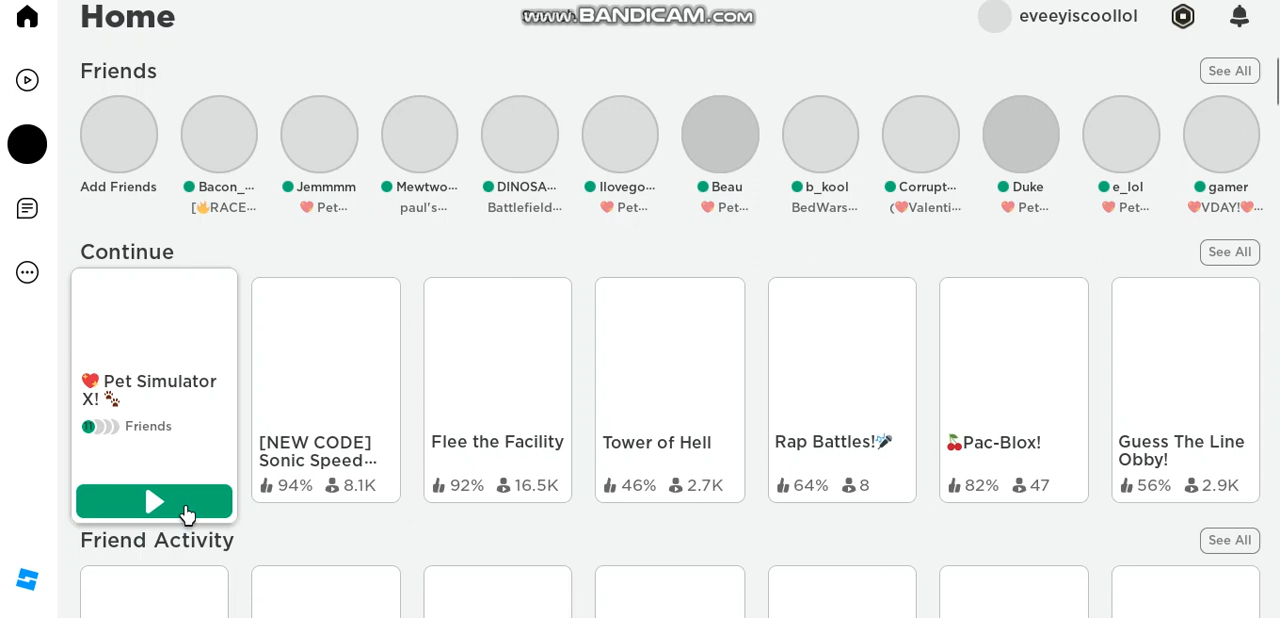 Home
www.BANDICAM.com
eveeyiscoollol
Friends
See All
Add Friends
Bacon_...
Jemmmm
Mewtwo...
DINOSA...
Ilovego...
Beau
b_kool
Corrupt...
Duke
e_lol
gamer
[🔥RACE...
❤️ Pet...
paul's...
Battlefield...
❤️ Pet...
❤️ Pet...
BedWars...
(❤️Valenti...
❤️ Pet...
❤️ Pet...
❤️VDAY!❤️...
Continue
See All
💖 Pet Simulator
X! 🐾
11
Friends
[NEW CODE]
Sonic Speed...
94% 8.1K
Flee the Facility
92% 16.5K
Tower of Hell
46% 2.7K
Rap Battles!🎤
64% 8
🍒Pac-Blox!
82% 47
Guess The Line
Obby!
56% 2.9K
Friend Activity
See All